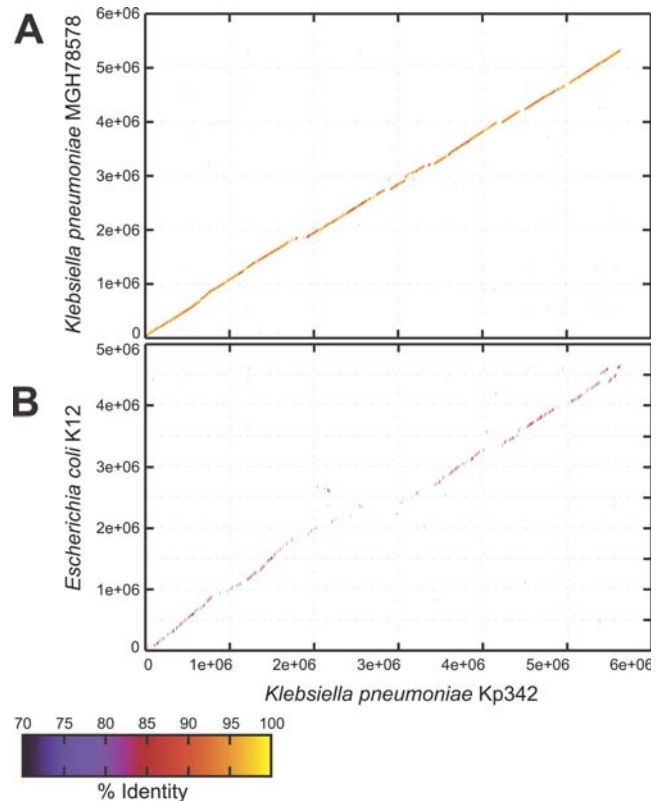 A
Klebsiella pneumoniae MGH78578
6e+06
5e+06
4e+06
3e+06
2e+06
1e+06
0
B
Escherichia coli K12
5e+06
4e+06
3e+06
2e+06
1e+06
0
0 1e+06 2e+06 3e+06 4e+06 5e+06 6e+06
Klebsiella pneumoniae Kp342
70 75 80 85 90 95 100
% Identity